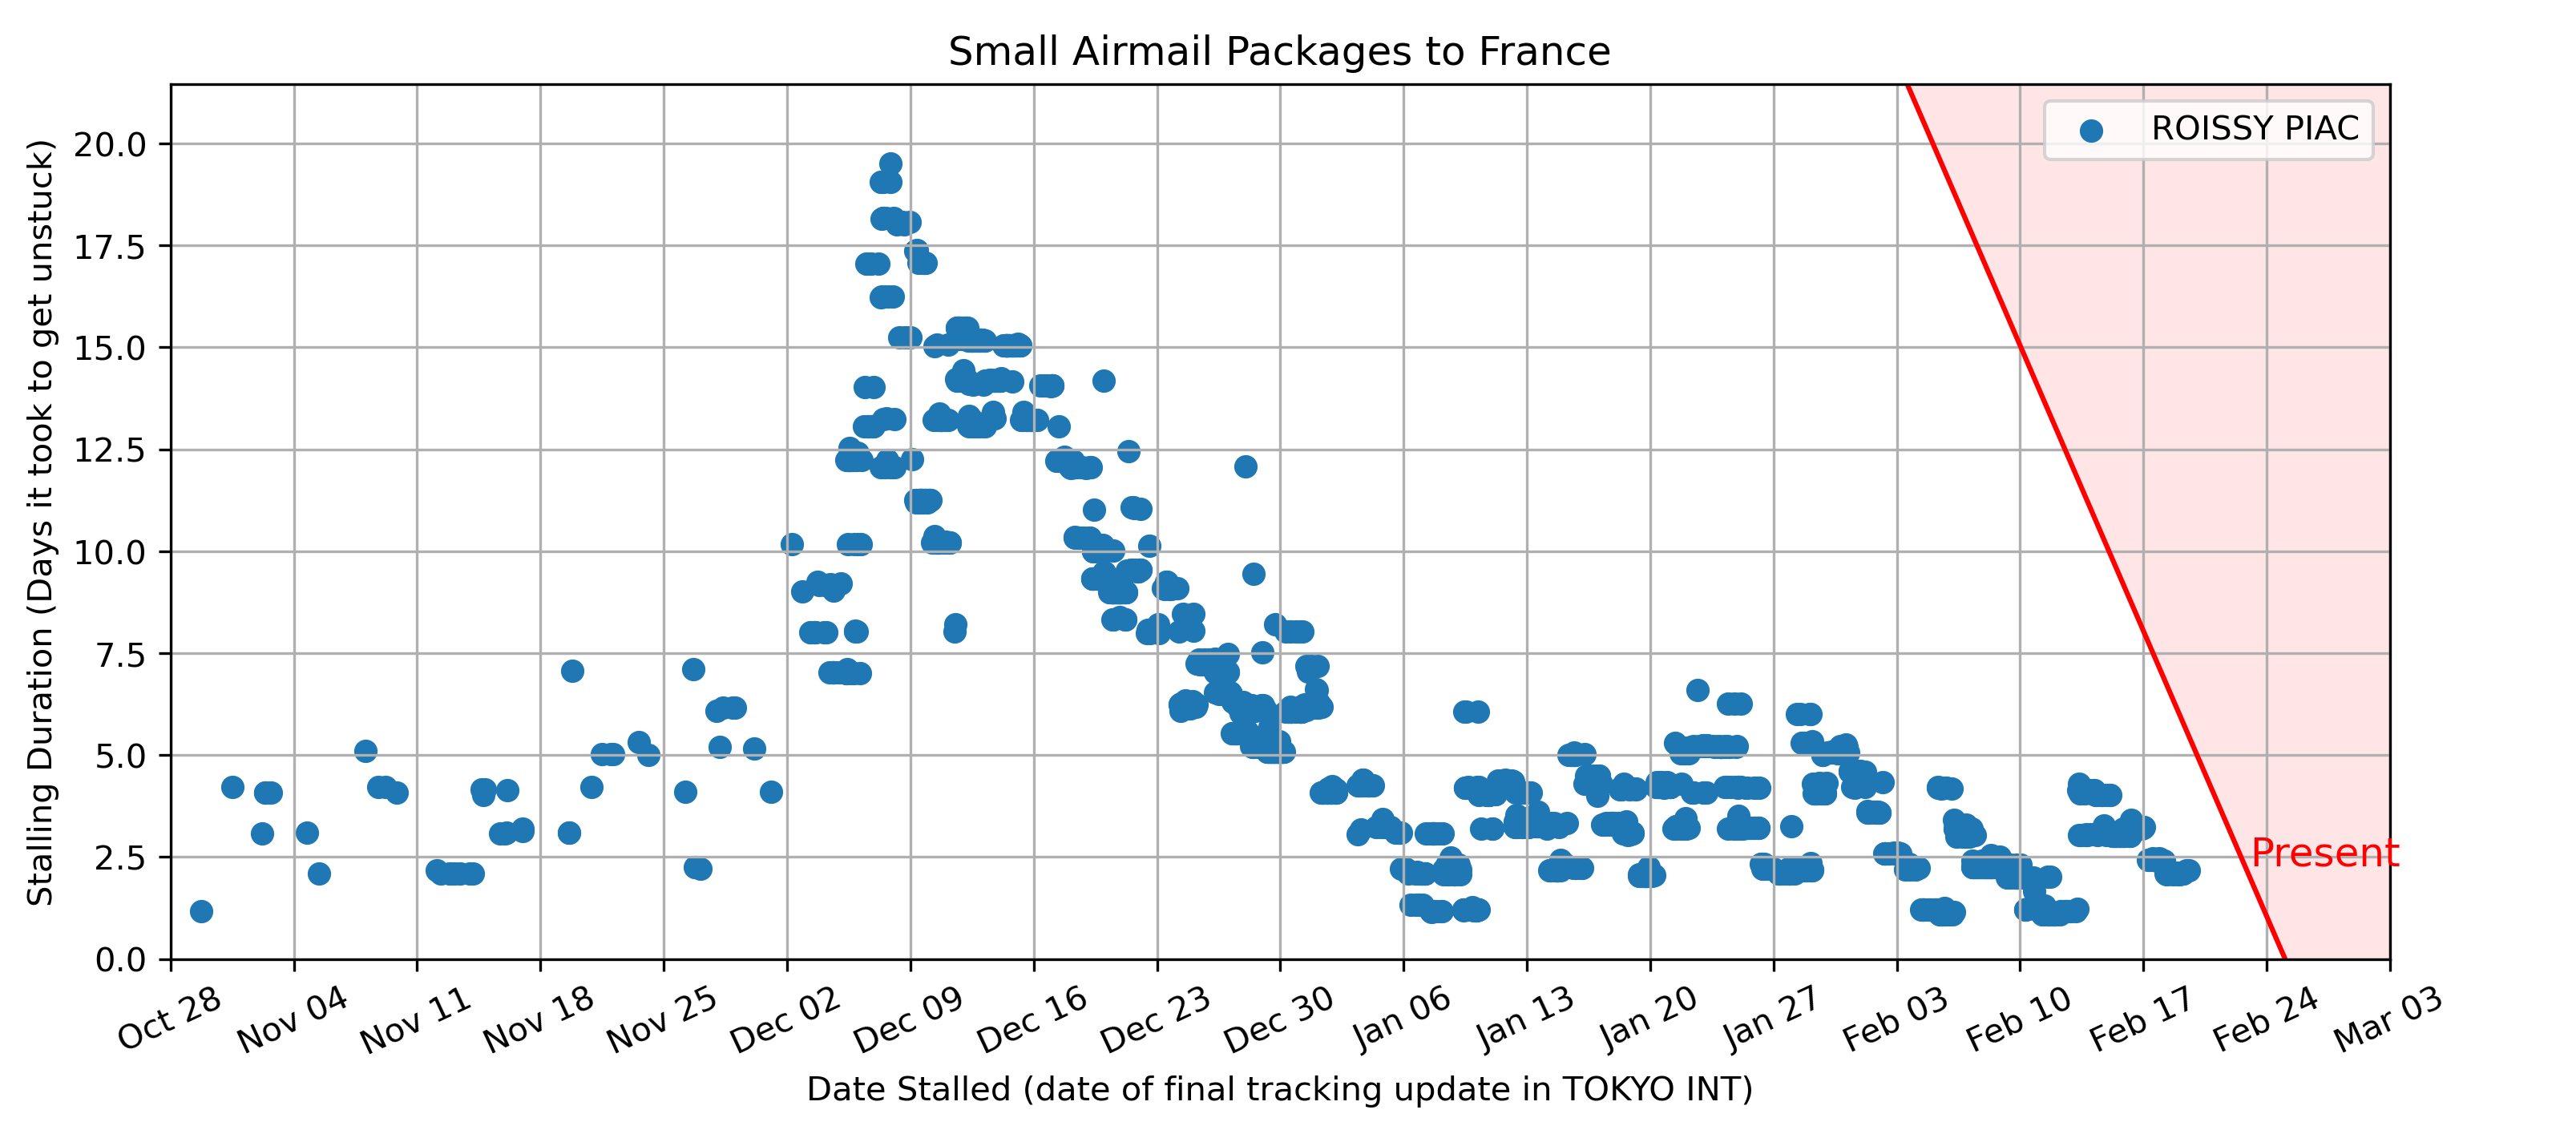 Small Airmail Packages to France
Stalling Duration (Days it took to get unstuck)
20.0
17.5
15.0
12.5
10.0
7.5
5.0
2.5
0.0
ROISSY PIAC
Present
Oct 28
Nov 04
Nov 11
Nov 18
Nov 25
Dec 02
Dec 09
Dec 16
Dec 23
Dec 30
Jan 06
Jan 13
Jan 20
Jan 27
Feb 03
Feb 10
Feb 17
Feb 24
Mar 03
Date Stalled (date of final tracking update in TOKYO INT)